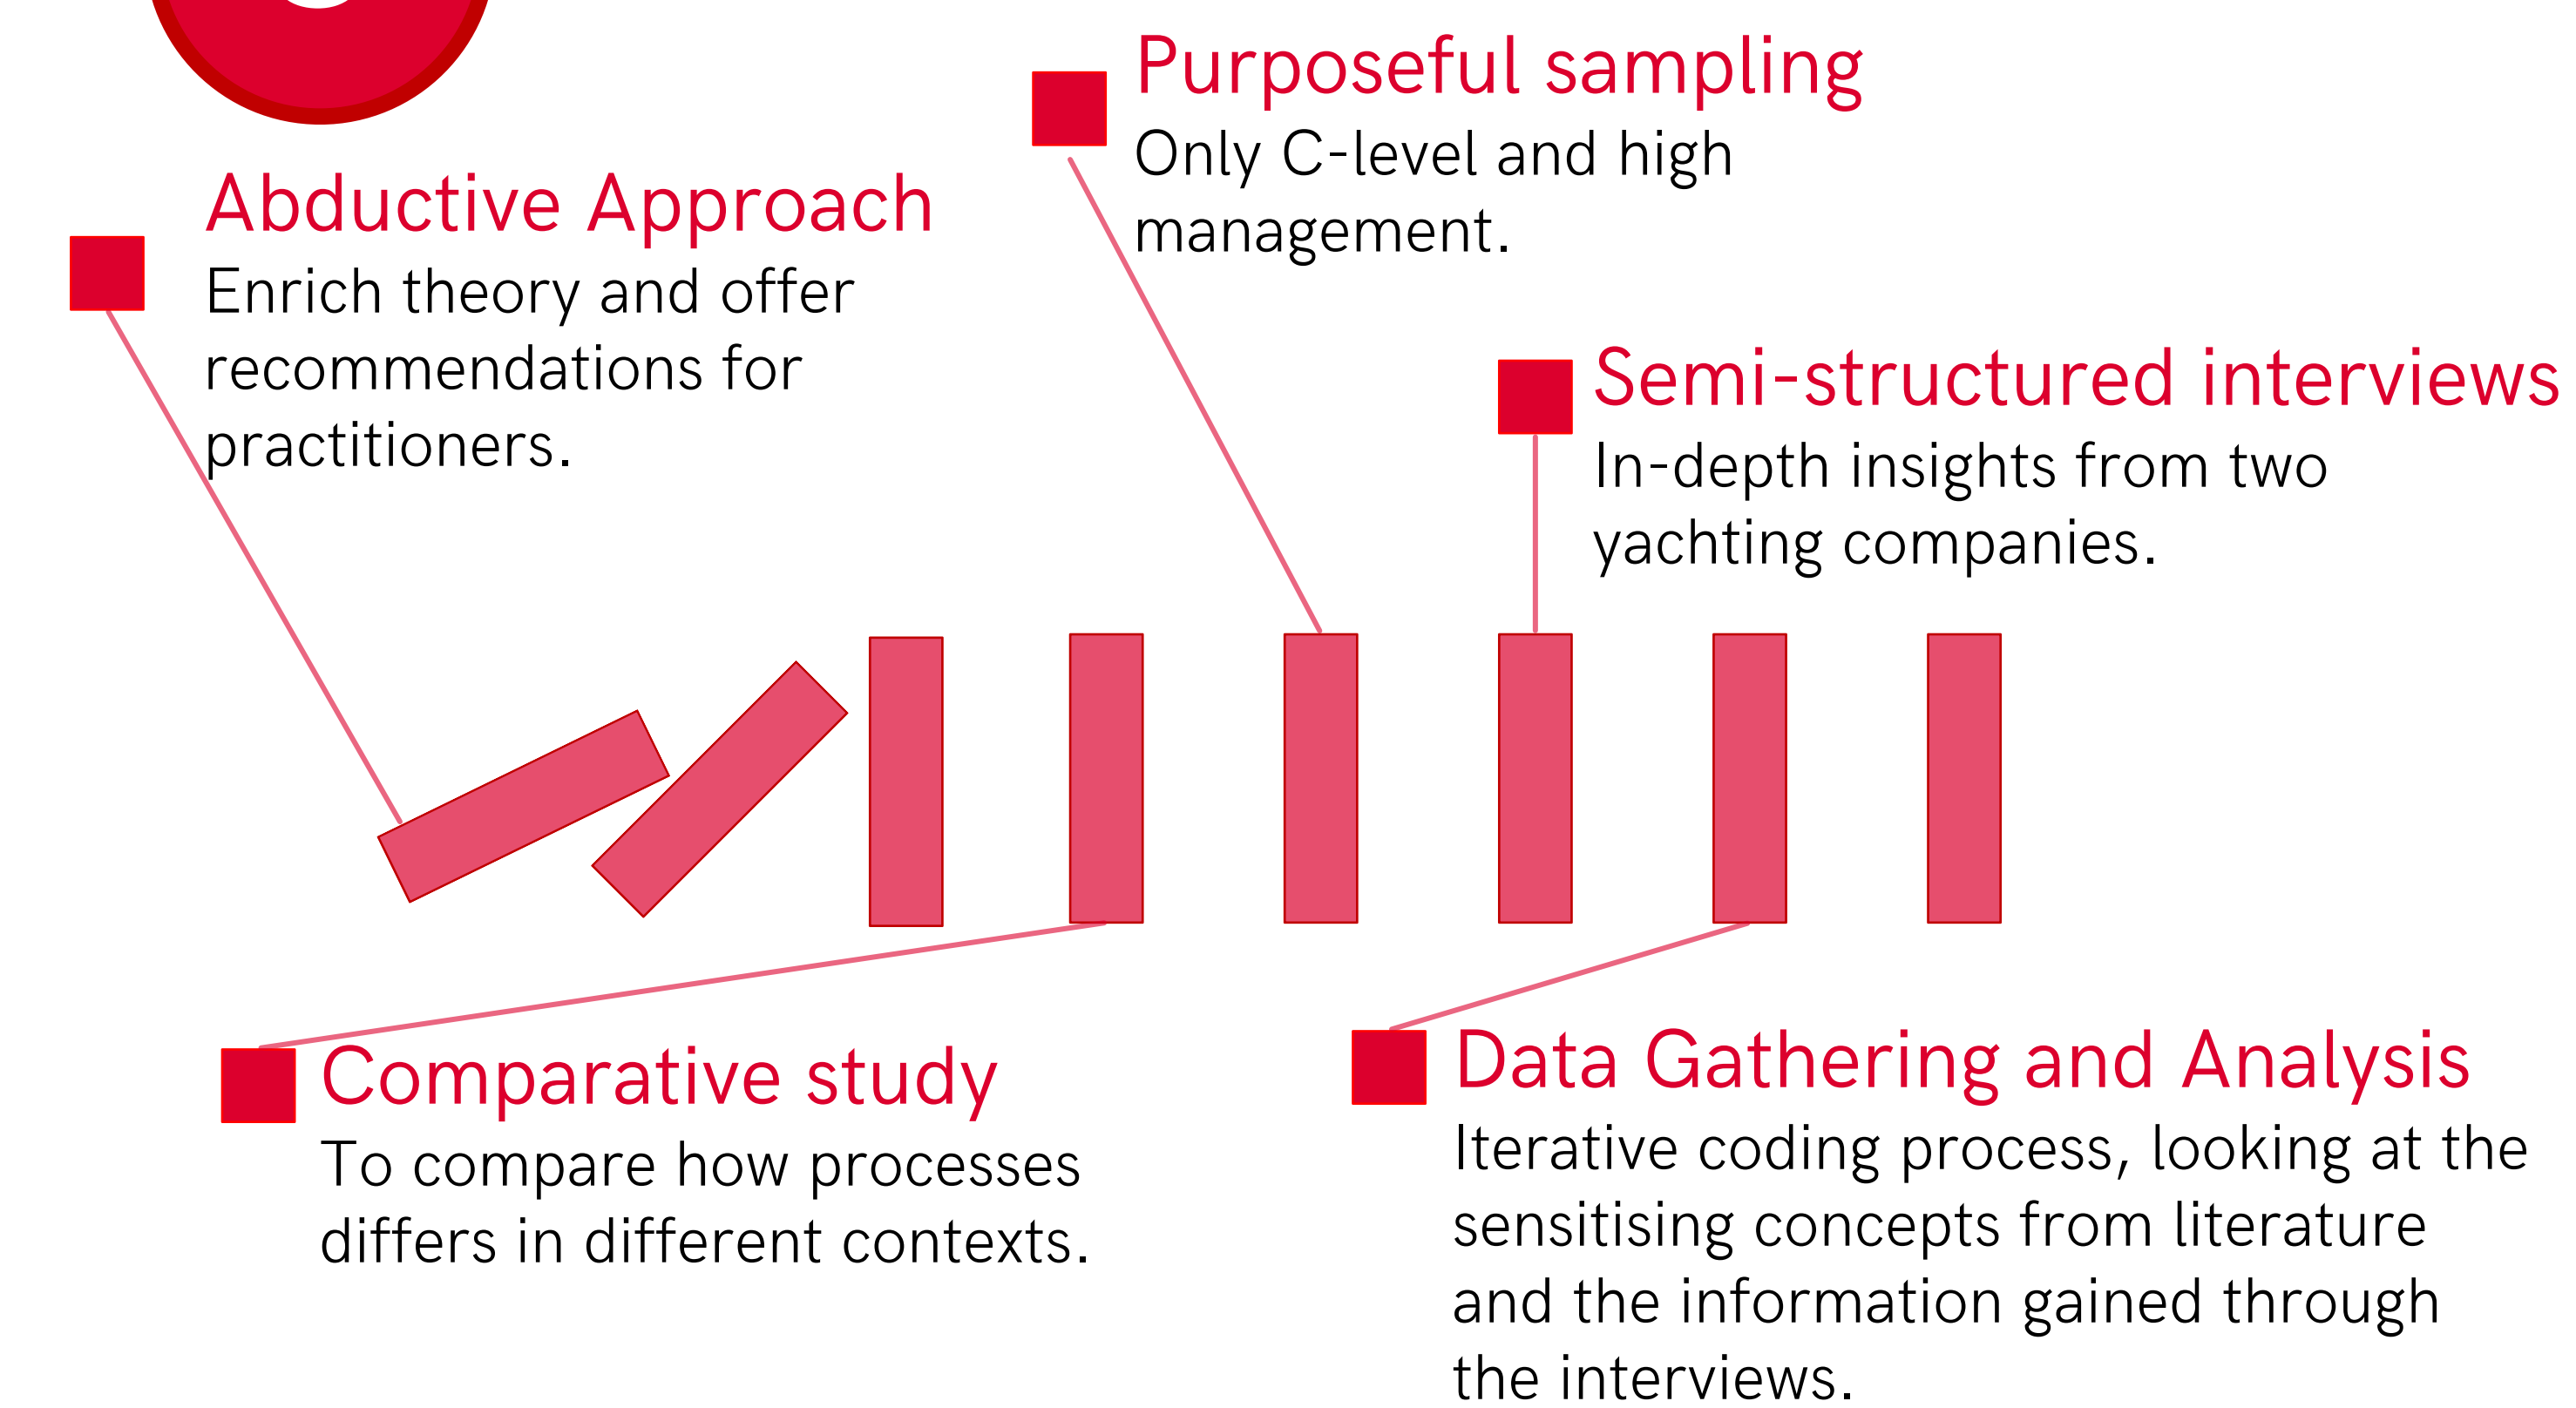 Abductive Approach
Enrich theory and offer
recommendations for
practitioners.
Purposeful sampling
Only C-level and high
management.
Semi-structured interviews
In-depth insights from two
yachting companies.
Comparative study
To compare how processes
differs in different contexts.
Data Gathering and Analysis
Iterative coding process, looking at the
sensitising concepts from literature
and the information gained through
the interviews.